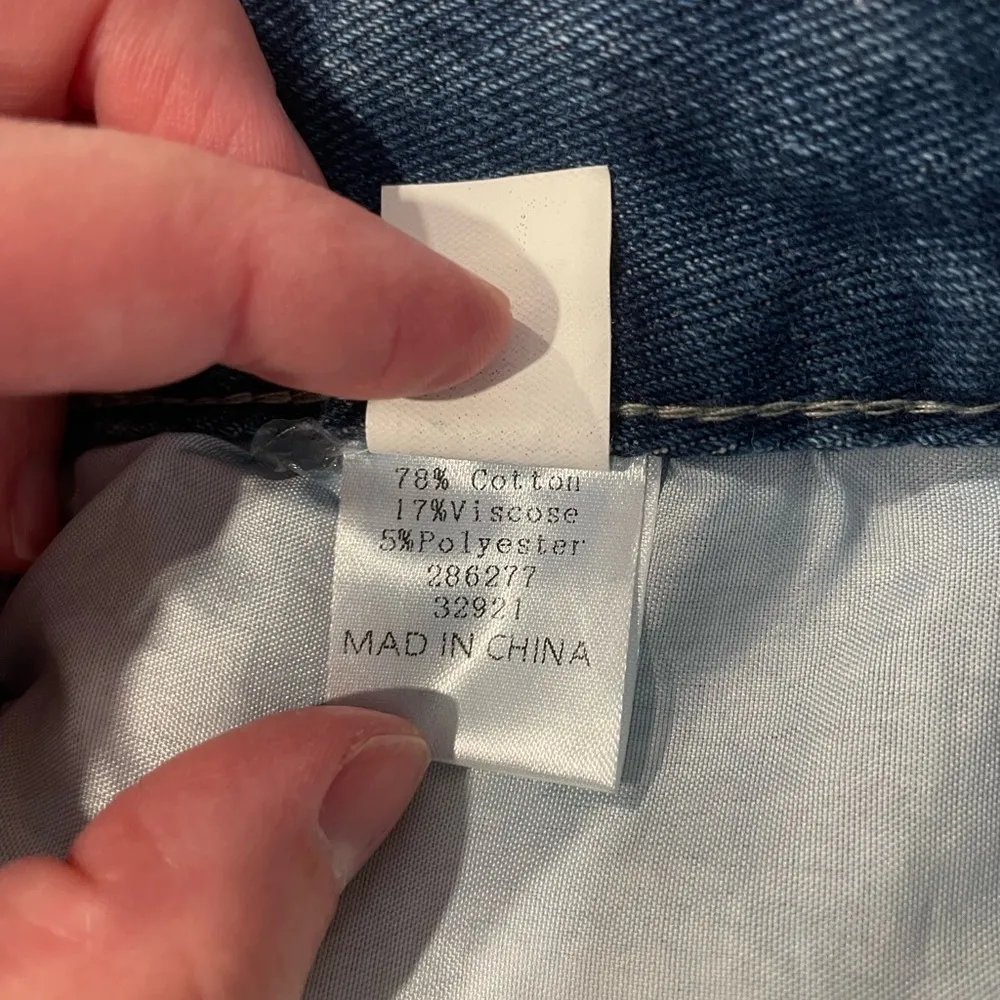 78% Cotton
17%Viscose
5%Polyester
286277
32921
MAD IN CHINA